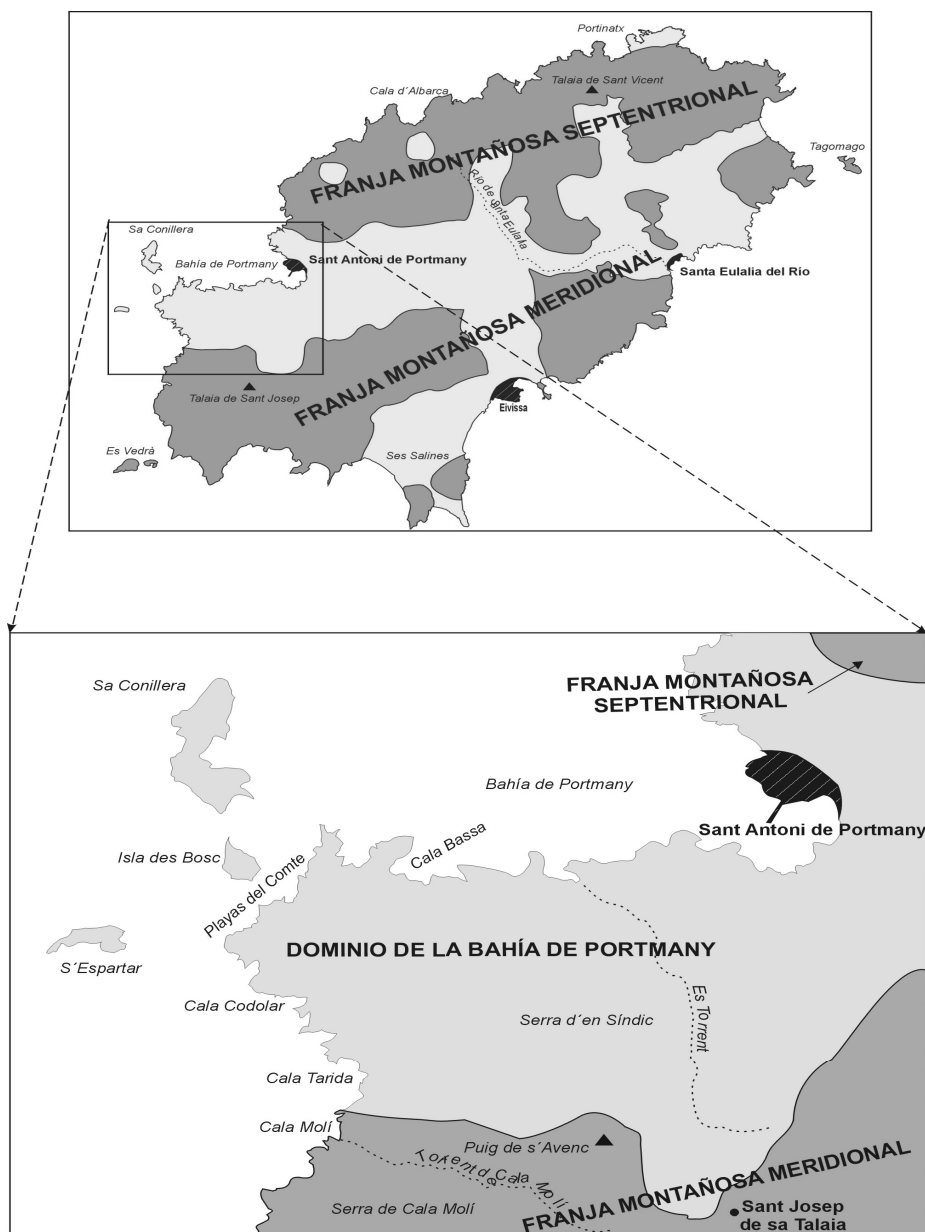 Portinatx
Talaia de Sant Vicent
Cala d´Albarca
FRANJA MONTAÑOSA SEPTENTRIONAL
Tagomago
Río de Santa Eulalia
Sa Conillera
Bahía de Portmany
Sant Antoni de Portmany
Santa Eulalia del Río
FRANJA MONTAÑOSA MERIDIONAL
Talaia de Sant Josep
Eivissa
Es Vedrà
Ses Salines
Sa Conillera
FRANJA MONTAÑOSA
SEPTENTRIONAL
Bahía de Portmany
Sant Antoni de Portmany
Isla des Bosc
Cala Bassa
Playas del Comte
DOMINIO DE LA BAHÍA DE PORTMANY
S´Espartar
Cala Codolar
Serra d´en Síndic
Es Torrent
Cala Tarida
Cala Molí
Puig de s´Avenc
Torrent de Cala Molí
Serra de Cala Molí
FRANJA MONTAÑOSA MERIDIONAL
Sant Josep
de sa Talaia